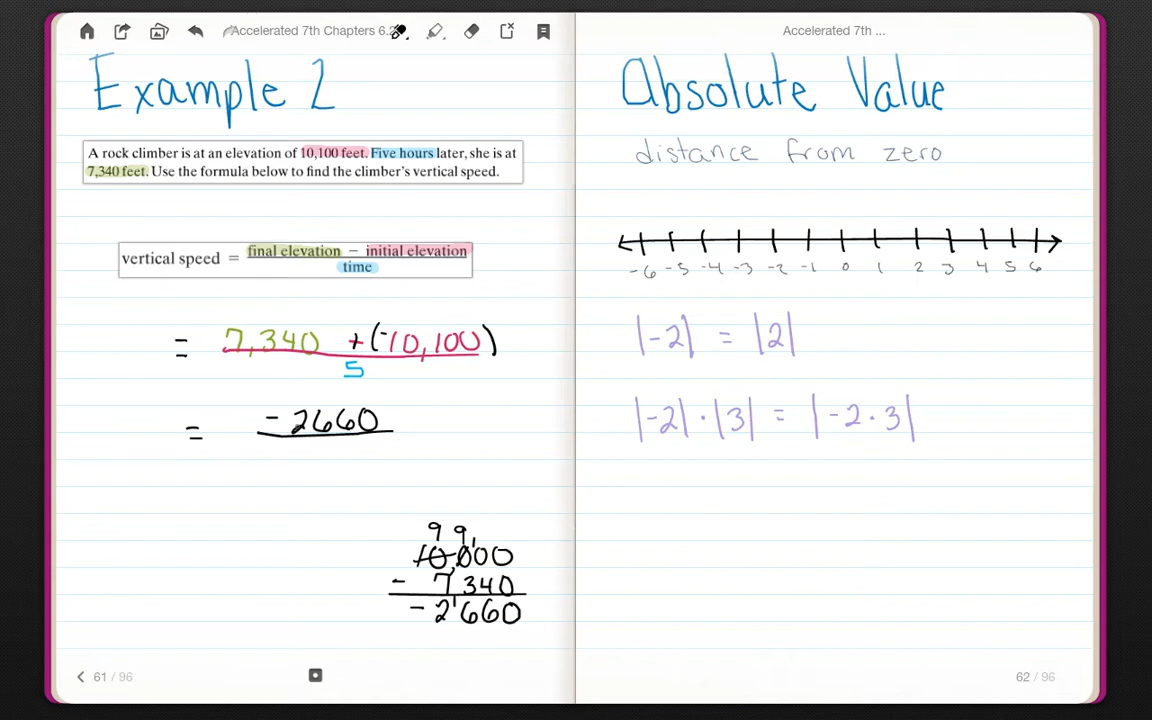 Accelerated 7th Chapters 6.2
Example 2
A rock climber is at an elevation of 10,100 feet. Five hours later, she is at
7,340 feet. Use the formula below to find the climber's vertical speed.
vertical speed = final elevation − initial elevation
time
= 7,340 + (-10,100)
5
= -2660
9 9 1
10,000
- 7,340
-2,660
61 / 96
Accelerated 7th ...
Absolute Value
distance from zero
-6 -5 -4 -3 -2 -1 0 1 2 3 4 5 6
|-2| = |2|
|-2| · |3| = |-2 · 3|
62 / 96